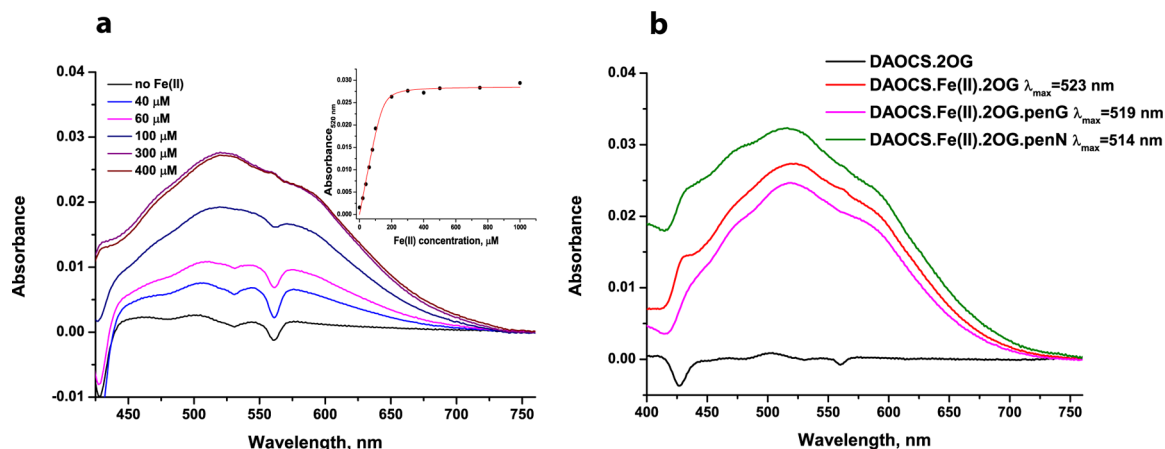 a
0.04
0.03
0.02
0.01
0.00
-0.01
Absorbance
no Fe(II)
40 μM
60 μM
100 μM
300 μM
400 μM
Absorbance520 nm
0.035
0.030
0.025
0.020
0.015
0.010
0.005
0.000
0 200 400 600 800 1000
Fe(II) concentration, μM
450 500 550 600 650 700 750
Wavelength, nm
b
0.04
0.03
0.02
0.01
0.00
Absorbance
DAOCS.2OG
DAOCS.Fe(II).2OG λmax=523 nm
DAOCS.Fe(II).2OG.penG λmax=519 nm
DAOCS.Fe(II).2OG.penN λmax=514 nm
400 450 500 550 600 650 700 750
Wavelength, nm